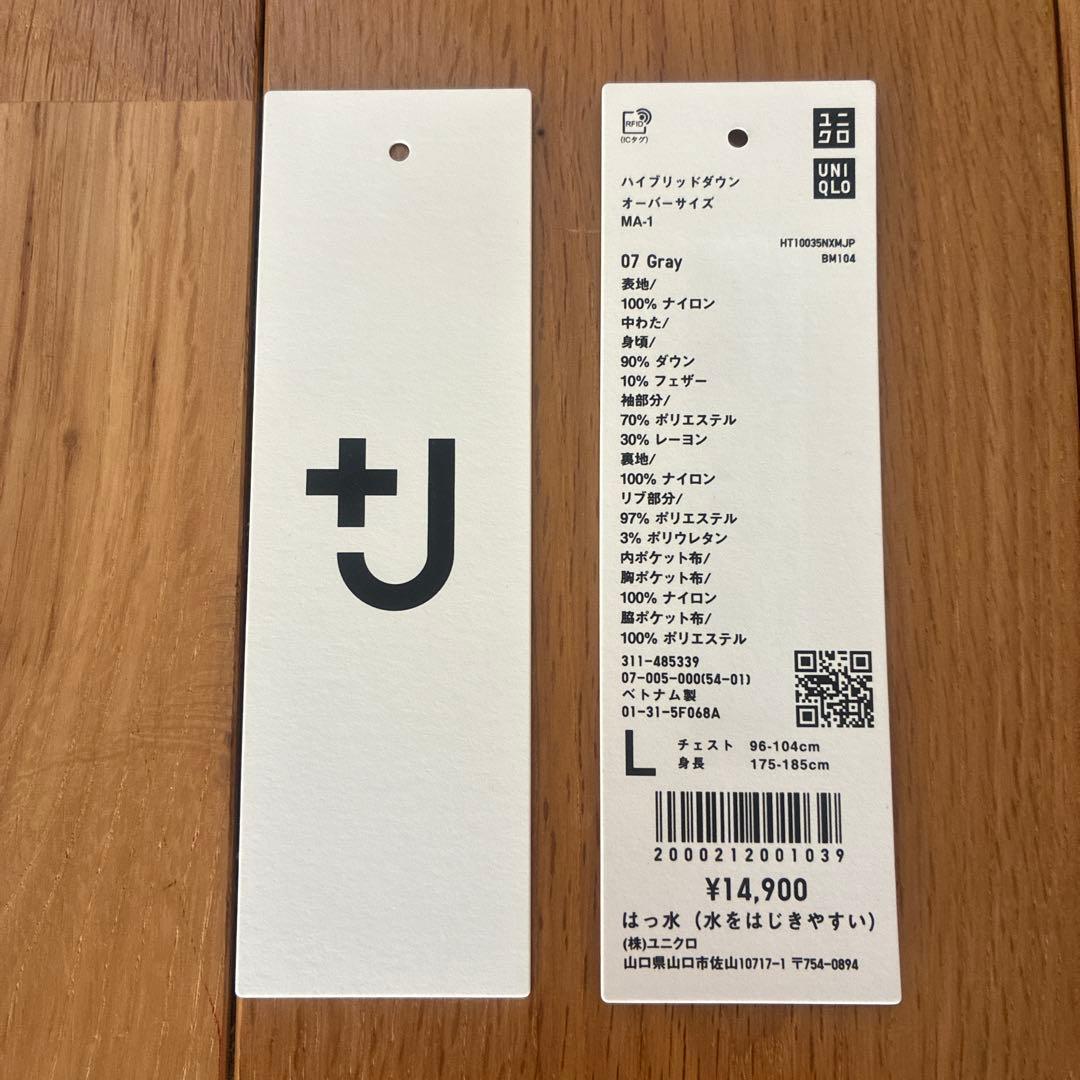 +J
RFID
(ICタグ)
ユニ
クロ
UNI
QLO
ハイブリッドダウン
オーバーサイズ
MA-1
HT10035NXMJP
BM104
07 Gray
表地/
100% ナイロン
中わた/
身頃/
90% ダウン
10% フェザー
袖部分/
70% ポリエステル
30% レーヨン
裏地/
100% ナイロン
リブ部分/
97% ポリエステル
3% ポリウレタン
内ポケット布/
胸ポケット布/
100% ナイロン
脇ポケット布/
100% ポリエステル
311-485339
07-005-000(54-01)
ベトナム製
01-31-5F068A
L チェスト 96-104cm
身長 175-185cm
2000212001039
¥14,900
はっ水 (水をはじきやすい)
(株)ユニクロ
山口県山口市佐山10717-1 〒754-0894